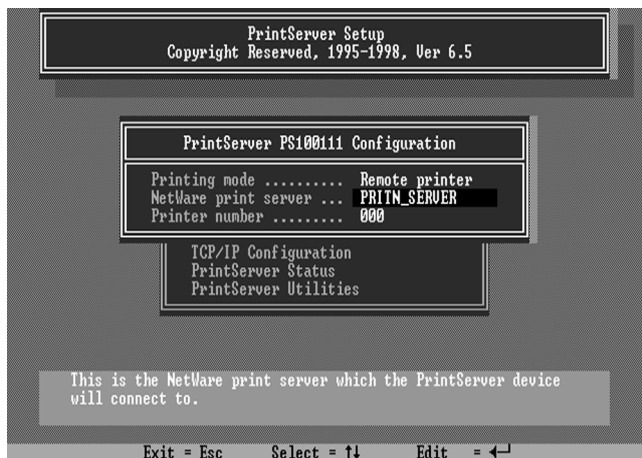 PrintServer Setup
Copyright Reserved, 1995-1998, Ver 6.5
PrintServer PS100111 Configuration
Printing mode .......... Remote printer
NetWare print server ... PRITN_SERVER
Printer number ......... 000
TCP/IP Configuration
PrintServer Status
PrintServer Utilities
This is the NetWare print server which the PrintServer device
will connect to.
Exit = Esc Select = ↑↓ Edit = ←┘